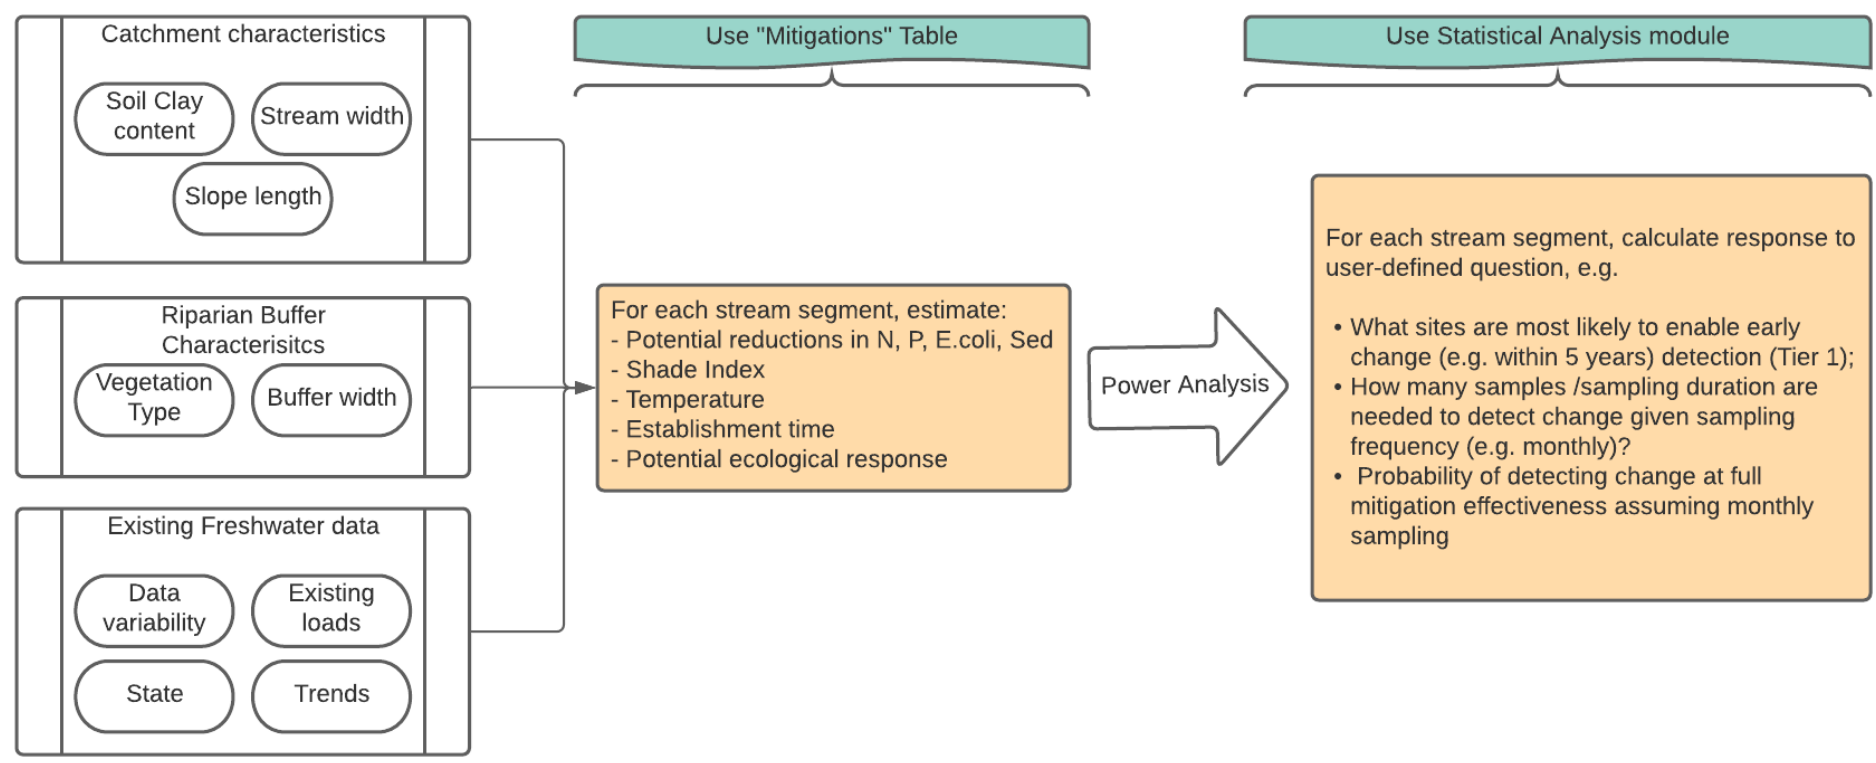 Catchment characteristics
Soil Clay
content
Stream width
Slope length
Riparian Buffer
Characterisitcs
Vegetation
Type
Buffer width
Existing Freshwater data
Data
variability
Existing
loads
State
Trends
Use "Mitigations" Table
For each stream segment, estimate:
- Potential reductions in N, P, E.coli, Sed
- Shade Index
- Temperature
- Establishment time
- Potential ecological response
Power Analysis
Use Statistical Analysis module
For each stream segment, calculate response to
user-defined question, e.g.
• What sites are most likely to enable early
change (e.g. within 5 years) detection (Tier 1);
• How many samples /sampling duration are
needed to detect change given sampling
frequency (e.g. monthly)?
• Probability of detecting change at full
mitigation effectiveness assuming monthly
sampling